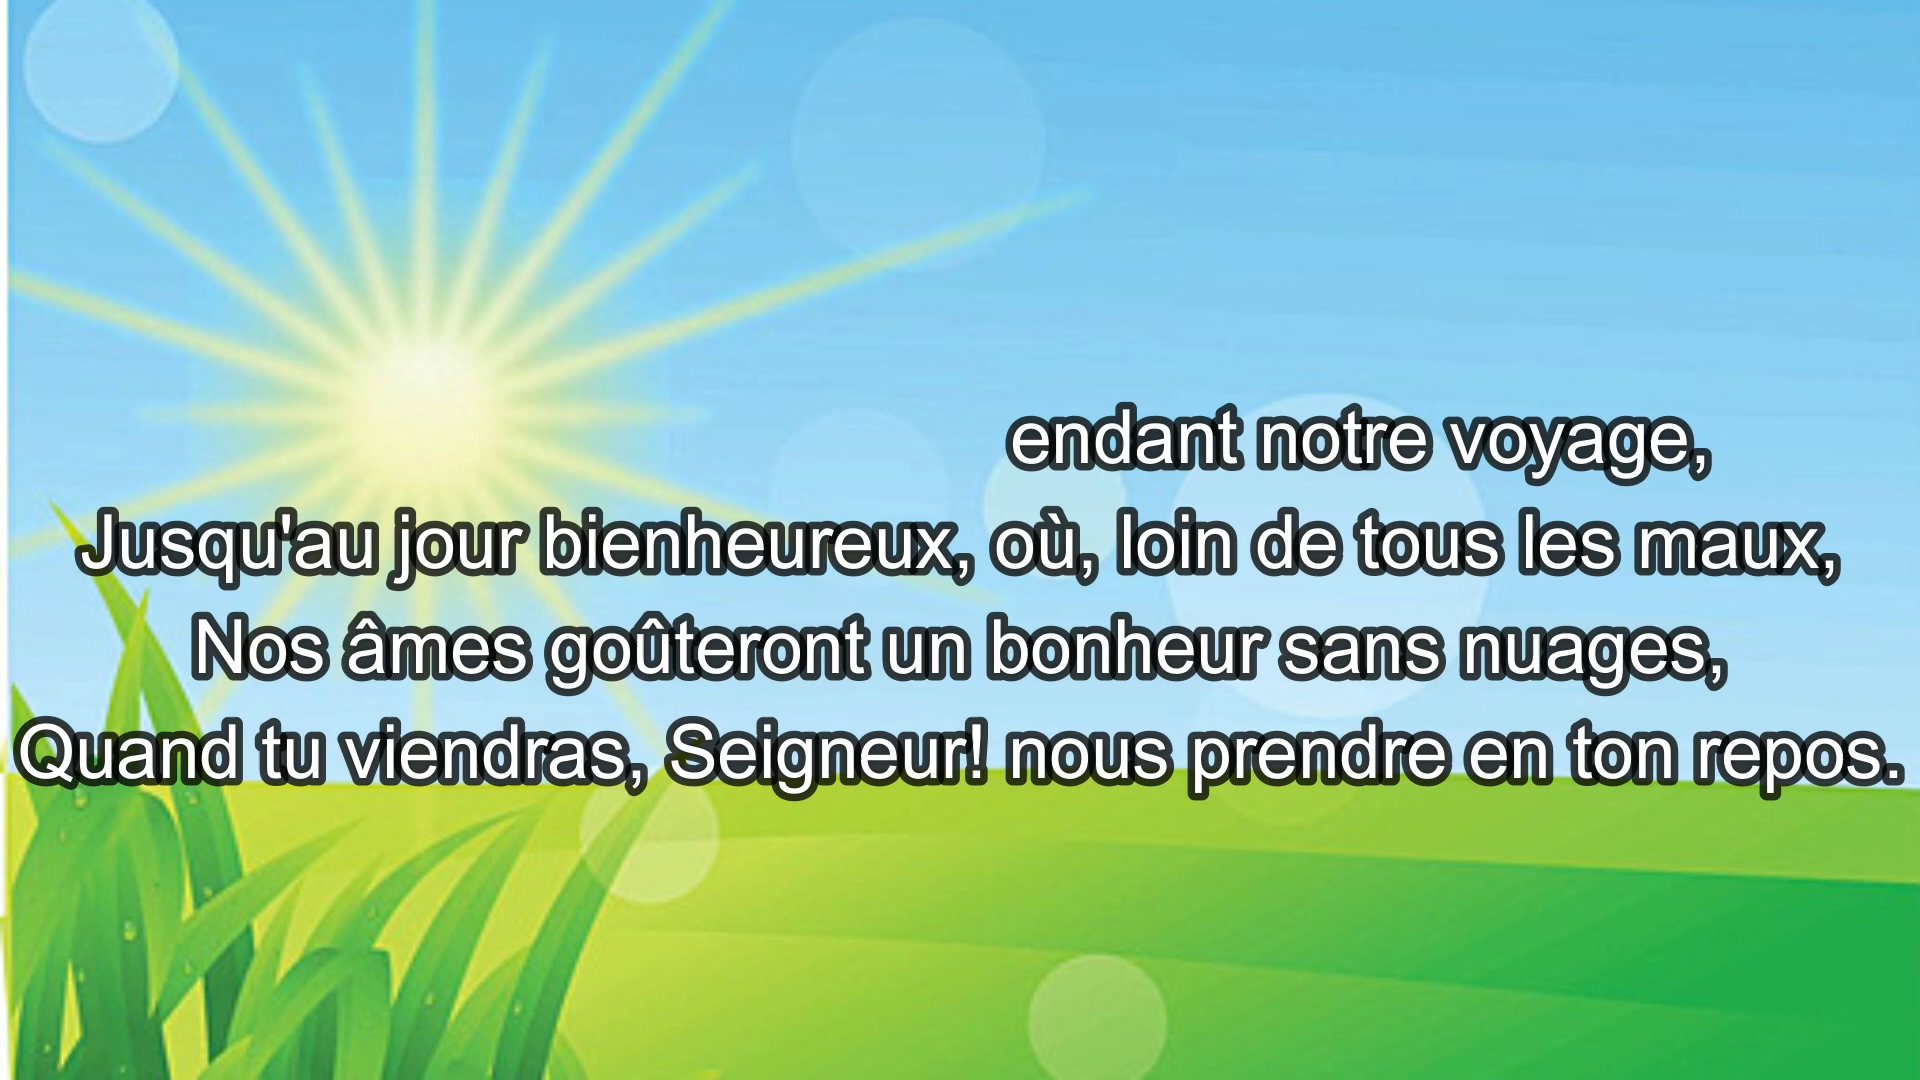 endant notre voyage,
Jusqu'au jour bienheureux, où, loin de tous les maux,
Nos âmes goûteront un bonheur sans nuages,
Quand tu viendras, Seigneur! nous prendre en ton repos.